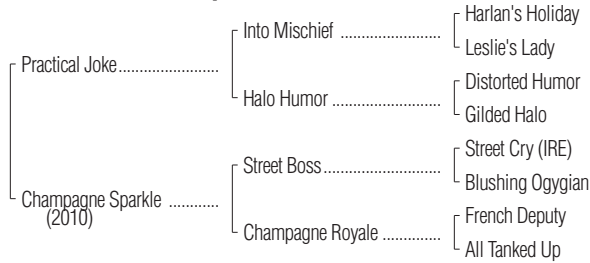 Harlan's Holiday
Into Mischief ....................
Leslie's Lady
Practical Joke....................
Distorted Humor
Halo Humor ......................
Gilded Halo
Street Cry (IRE)
Street Boss........................
Blushing Ogygian
Champagne Sparkle ..........
(2010)
French Deputy
Champagne Royale ............
All Tanked Up